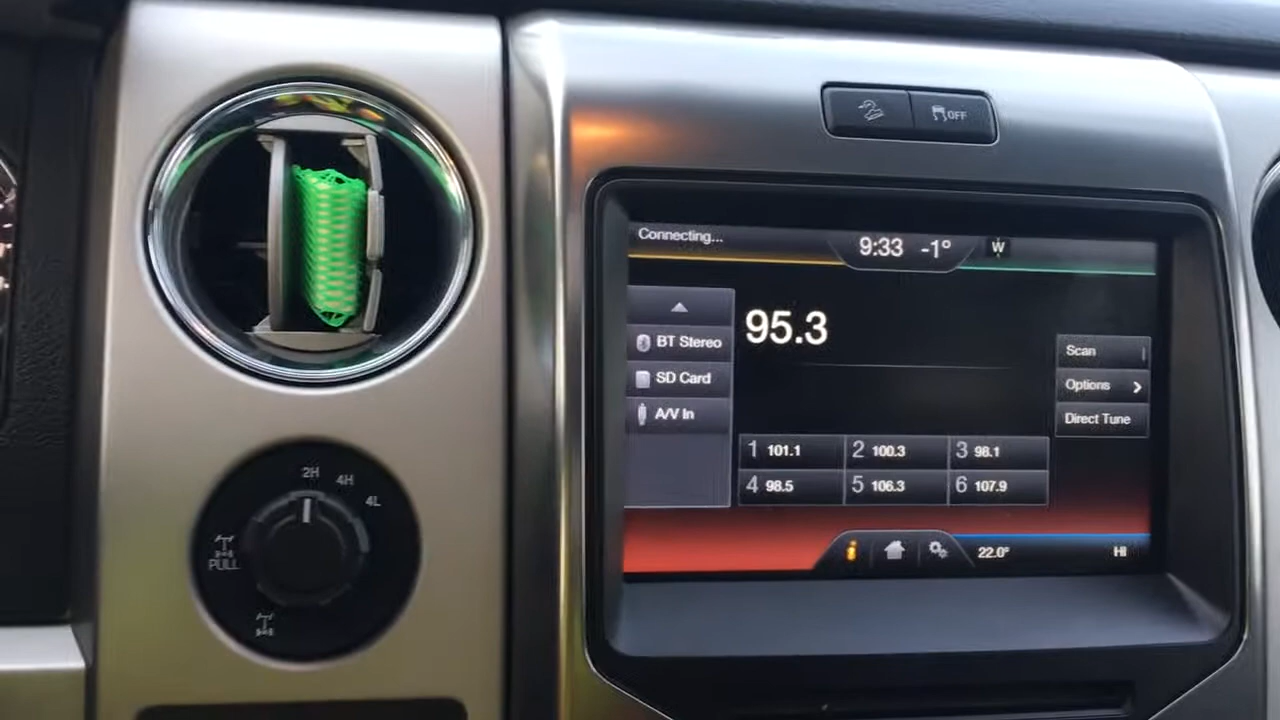 OFF
Connecting...
9:33 -1° W
95.3
BT Stereo
SD Card
A/V In
Scan
Options
Direct Tune
1 101.1 2 100.3 3 98.1
4 98.5 5 106.3 6 107.9
i 22.0° HI
2H 4H 4L
PULL